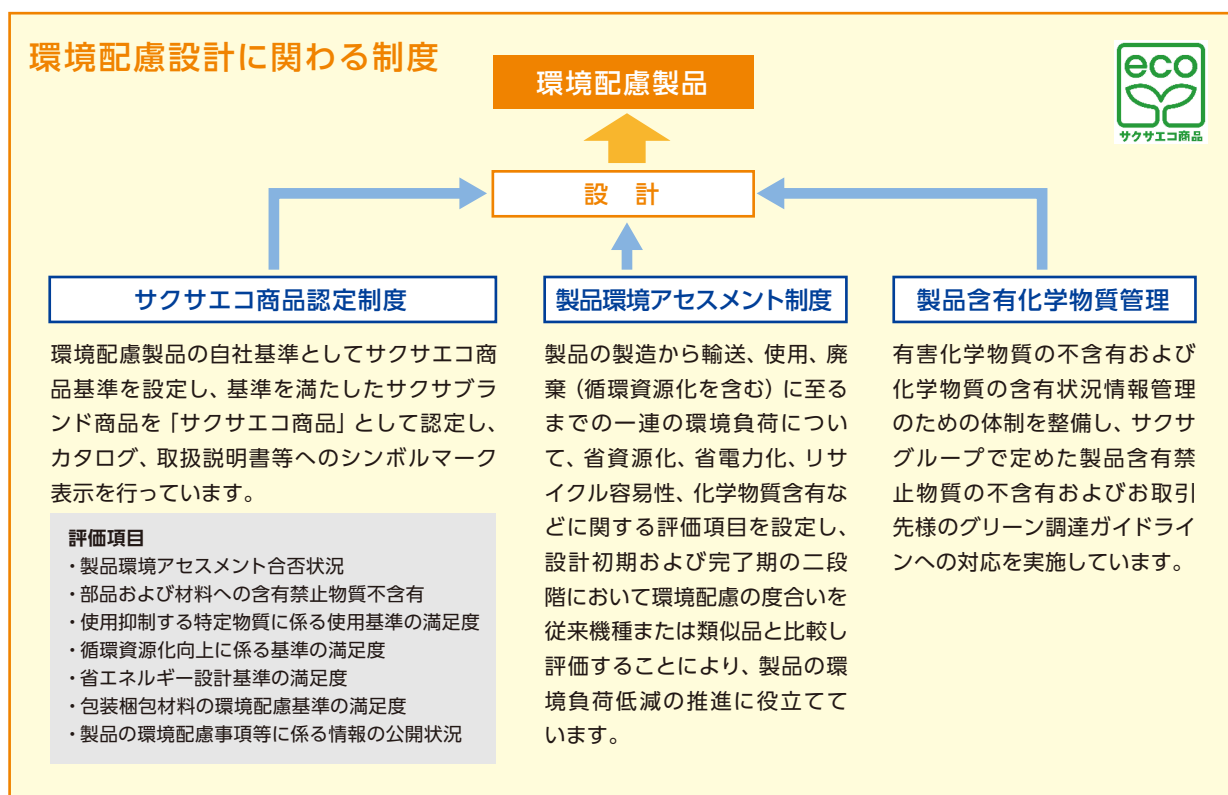 環境配慮設計に関わる制度
環境配慮製品
eco
サクサエコ商品
設 計
サクサエコ商品認定制度
環境配慮製品の自社基準としてサクサエコ商
品基準を設定し、基準を満たしたサクサブラ
ンド商品を「サクサエコ商品」として認定し、
カタログ、取扱説明書等へのシンボルマーク
表示を行っています。
評価項目
・製品環境アセスメント合否状況
・部品および材料への含有禁止物質不含有
・使用抑制する特定物質に係る使用基準の満足度
・循環資源化向上に係る基準の満足度
・省エネルギー設計基準の満足度
・包装梱包材料の環境配慮基準の満足度
・製品の環境配慮事項等に係る情報の公開状況
製品環境アセスメント制度
製品の製造から輸送、使用、廃
棄（循環資源化を含む）に至る
までの一連の環境負荷につい
て、省資源化、省電力化、リサ
イクル容易性、化学物質含有な
どに関する評価項目を設定し、
設計初期および完了期の二段
階において環境配慮の度合いを
従来機種または類似品と比較し
評価することにより、製品の環
境負荷低減の推進に役立てて
います。
製品含有化学物質管理
有害化学物質の不含有および
化学物質の含有状況情報管理
のための体制を整備し、サクサ
グループで定めた製品含有禁
止物質の不含有およびお取引
先様のグリーン調達ガイドライ
ンへの対応を実施しています。